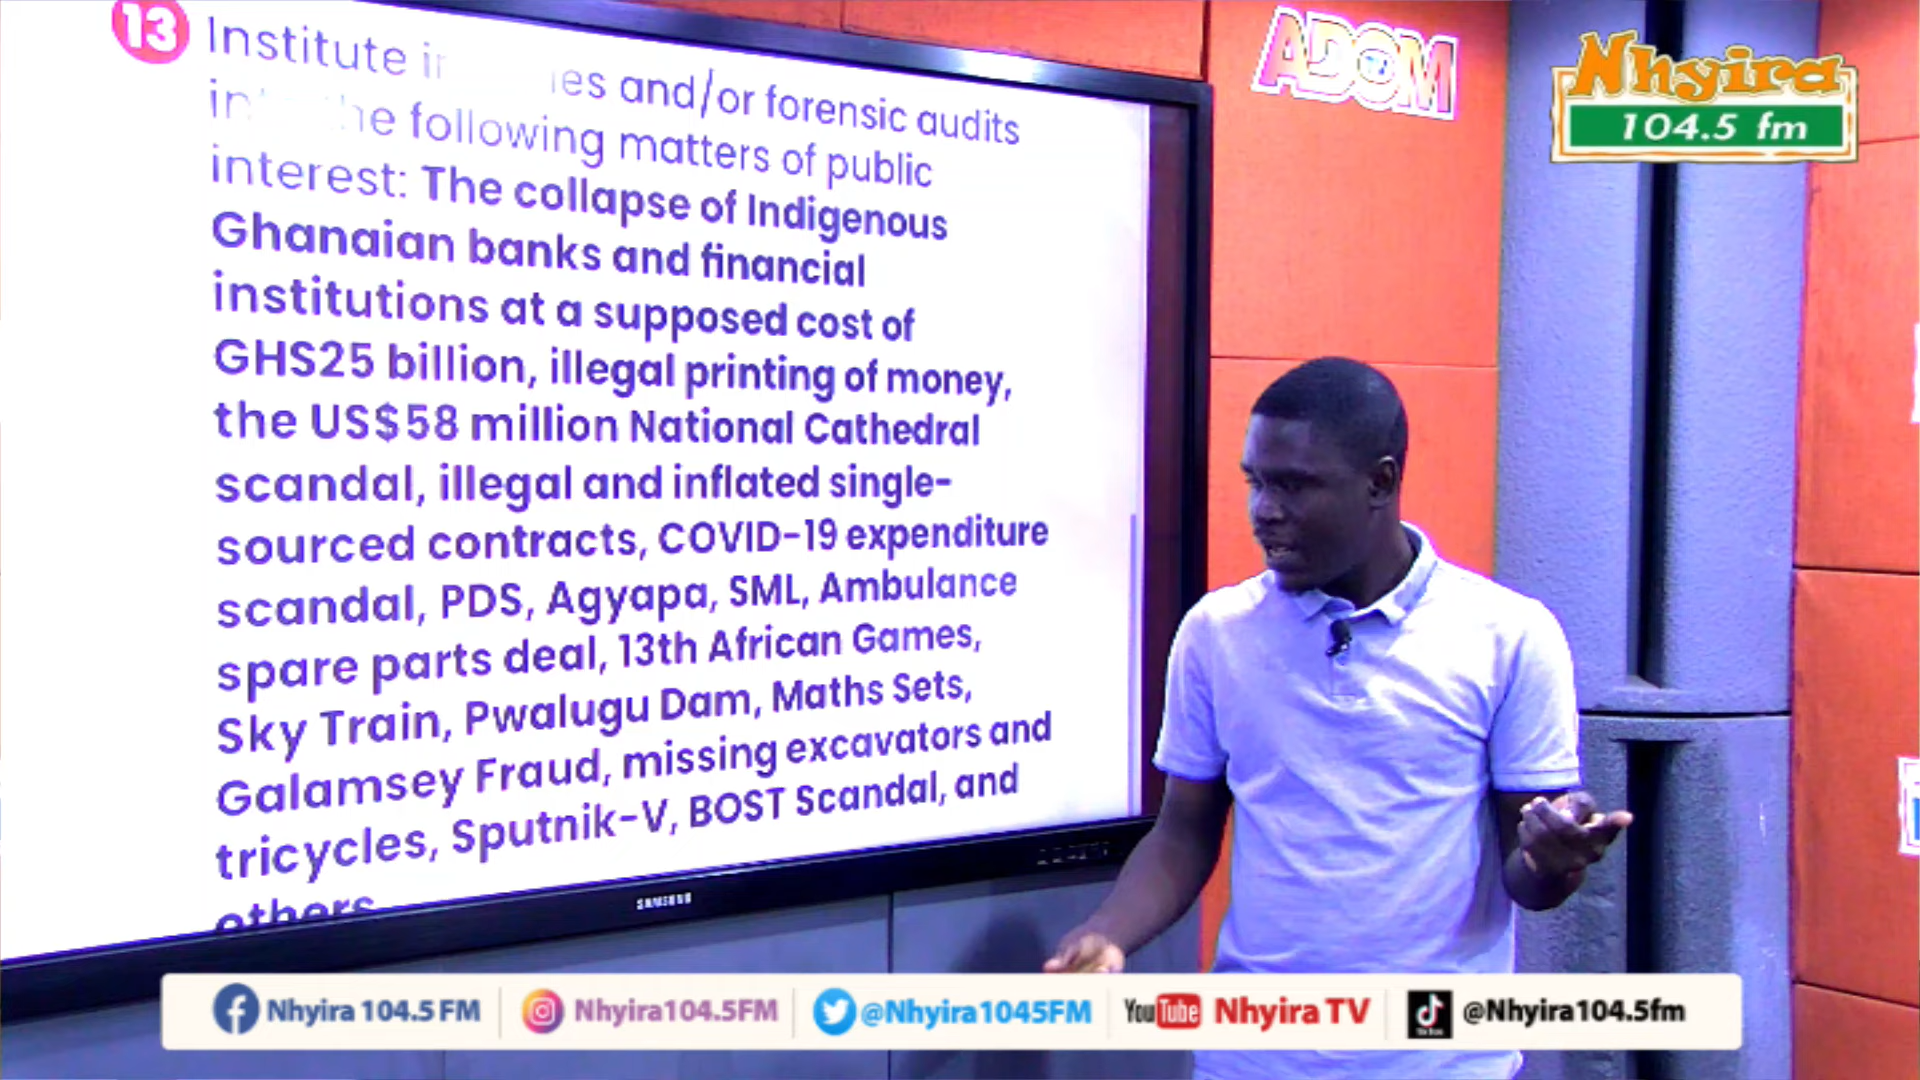 13
Institute and/or forensic audits
following matters of public
interest: The collapse of Indigenous
Ghanaian banks and financial
institutions at a supposed cost of
GHS25 billion, illegal printing of money,
the US$58 million National Cathedral
scandal, illegal and inflated single-
sourced contracts, COVID-19 expenditure
scandal, PDS, Agyapa, SML, Ambulance
spare parts deal, 13th African Games,
Sky Train, Pwalugu Dam, Maths Sets,
Galamsey Fraud, missing excavators and
tricycles, Sputnik-V, BOST Scandal, and
others
SAMSUNG
ADOM
Nhyira
104.5 fm
Nhyira 104.5 FM
Nhyira104.5FM
@Nhyira1045FM
YouTube Nhyira TV
@Nhyira104.5fm